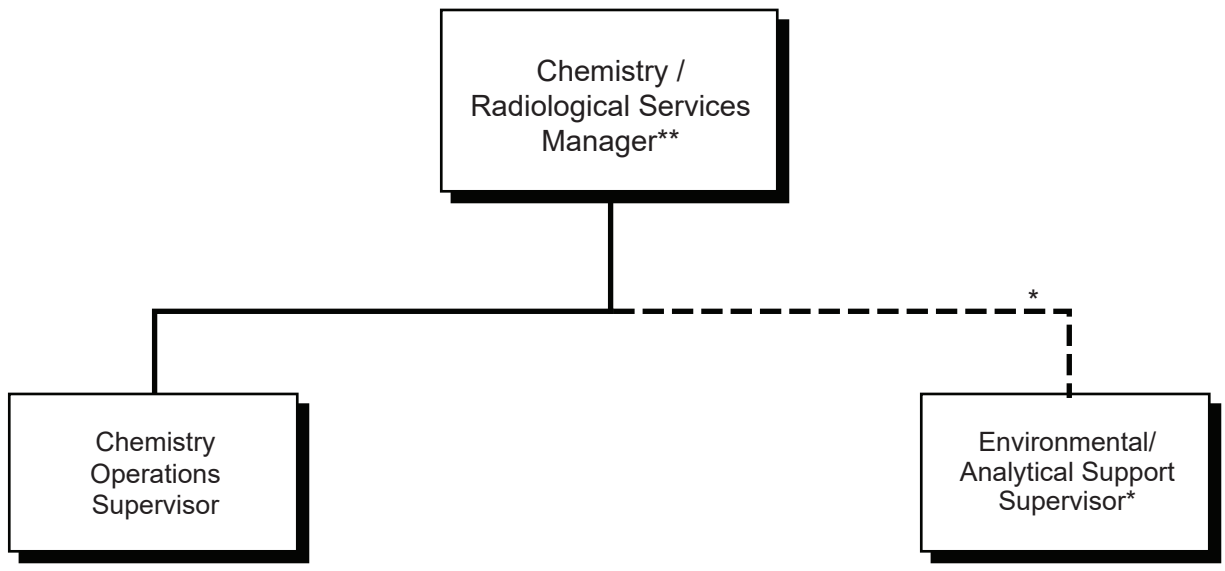 Chemistry /
Radiological Services
Manager**
*
Chemistry
Operations
Supervisor
Environmental/
Analytical Support
Supervisor*